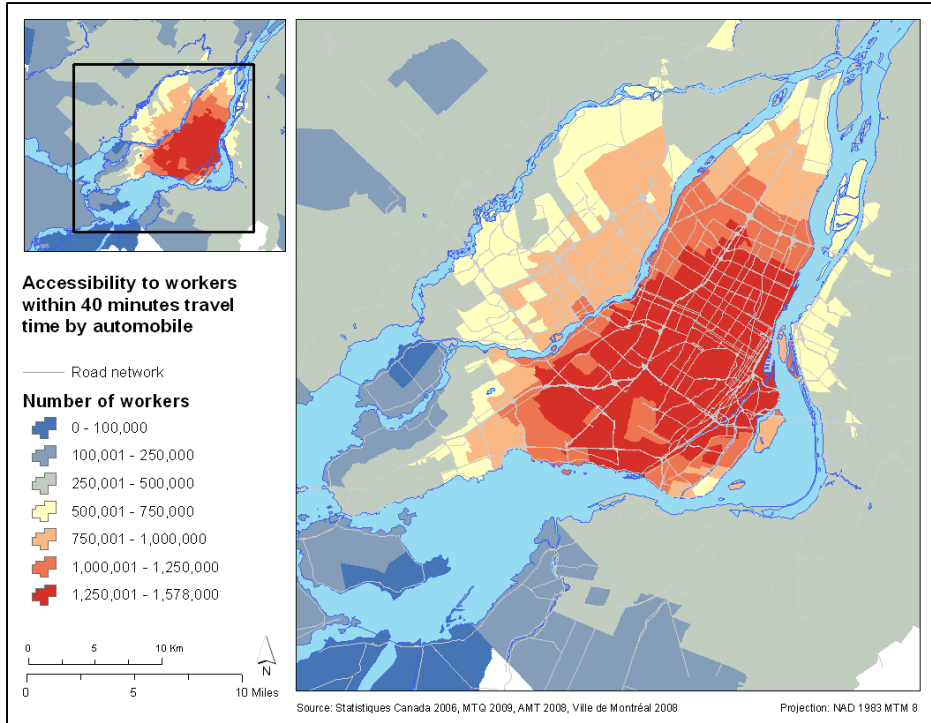 Accessibility to workers
within 40 minutes travel
time by automobile
Road network
Number of workers
0 - 100,000
100,001 - 250,000
250,001 - 500,000
500,001 - 750,000
750,001 - 1,000,000
1,000,001 - 1,250,000
1,250,001 - 1,578,000
0 5 10 Km
N
0 5 10 Miles
Source: Statistiques Canada 2006, MTQ 2009, AMT 2008, Ville de Montréal 2008 Projection: NAD 1983 MTM 8